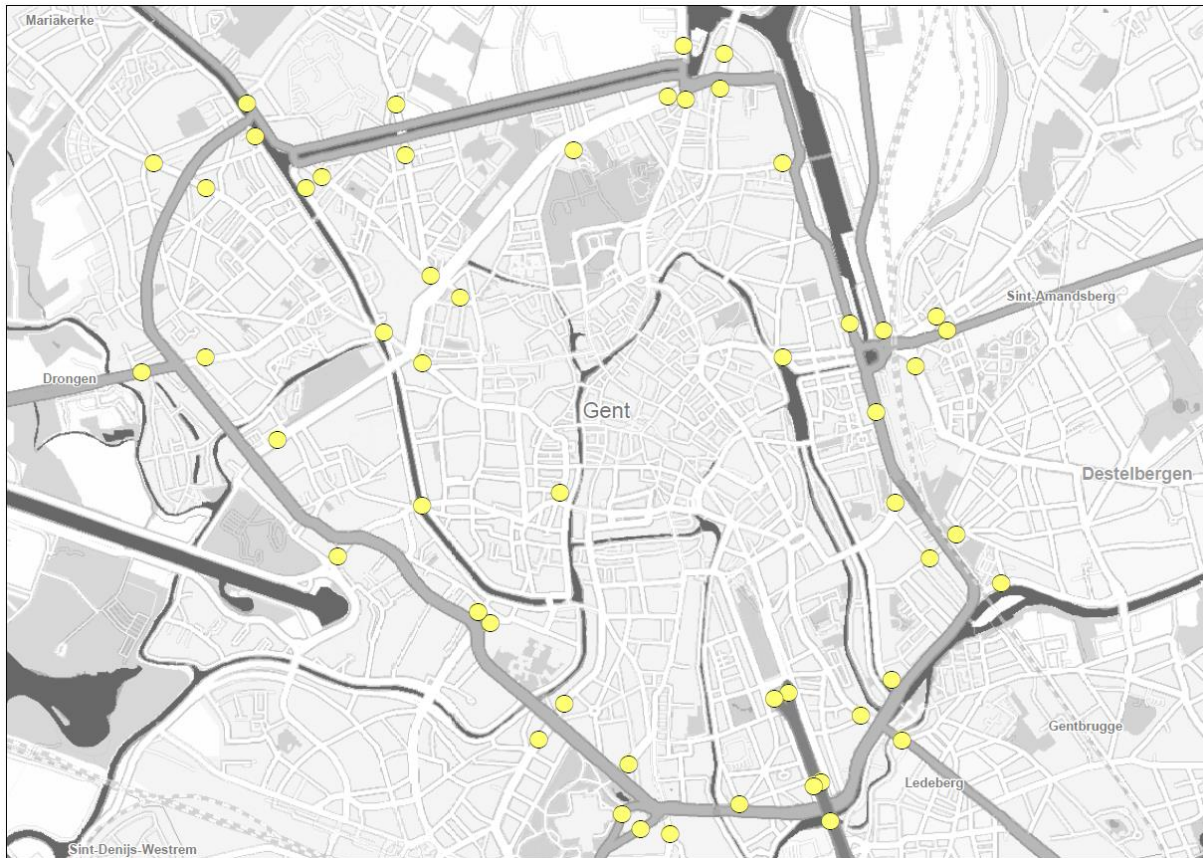 Mariakerke
Sint-Amandsberg
Drongen
Gent
Destelbergen
Gentbrugge
Ledeberg
Sint-Denijs-Westrem